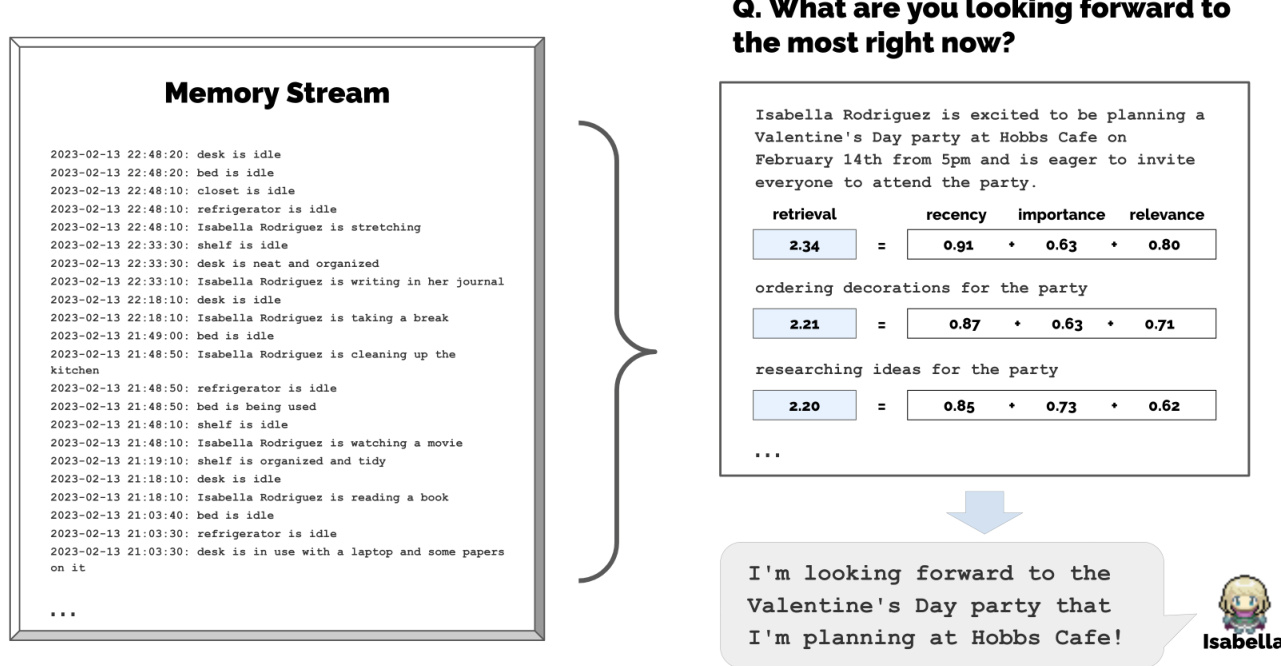 Memory Stream
2023-02-13 22:48:20: desk is idle
2023-02-13 22:48:20: bed is idle
2023-02-13 22:48:10: closet is idle
2023-02-13 22:48:10: refrigerator is idle
2023-02-13 22:48:10: Isabella Rodriguez is stretching
2023-02-13 22:33:30: shelf is idle
2023-02-13 22:33:30: desk is neat and organized
2023-02-13 22:33:10: Isabella Rodriguez is writing in her journal
2023-02-13 22:18:10: desk is idle
2023-02-13 22:18:10: Isabella Rodriguez is taking a break
2023-02-13 21:49:00: bed is idle
2023-02-13 21:48:50: Isabella Rodriguez is cleaning up the
kitchen
2023-02-13 21:48:50: refrigerator is idle
2023-02-13 21:48:50: bed is being used
2023-02-13 21:48:10: shelf is idle
2023-02-13 21:48:10: Isabella Rodriguez is watching a movie
2023-02-13 21:19:10: shelf is organized and tidy
2023-02-13 21:18:10: desk is idle
2023-02-13 21:18:10: Isabella Rodriguez is reading a book
2023-02-13 21:03:40: bed is idle
2023-02-13 21:03:30: refrigerator is idle
2023-02-13 21:03:30: desk is in use with a laptop and some papers
on it
...
Q. What are you looking forward to
the most right now?
Isabella Rodriguez is excited to be planning a
Valentine's Day party at Hobbs Cafe on
February 14th from 5pm and is eager to invite
everyone to attend the party.
retrieval recency importance relevance
2.34 = 0.91 + 0.63 + 0.80
ordering decorations for the party
2.21 = 0.87 + 0.63 + 0.71
researching ideas for the party
2.20 = 0.85 + 0.73 + 0.62
...
I'm looking forward to the
Valentine's Day party that
I'm planning at Hobbs Cafe!
Isabella